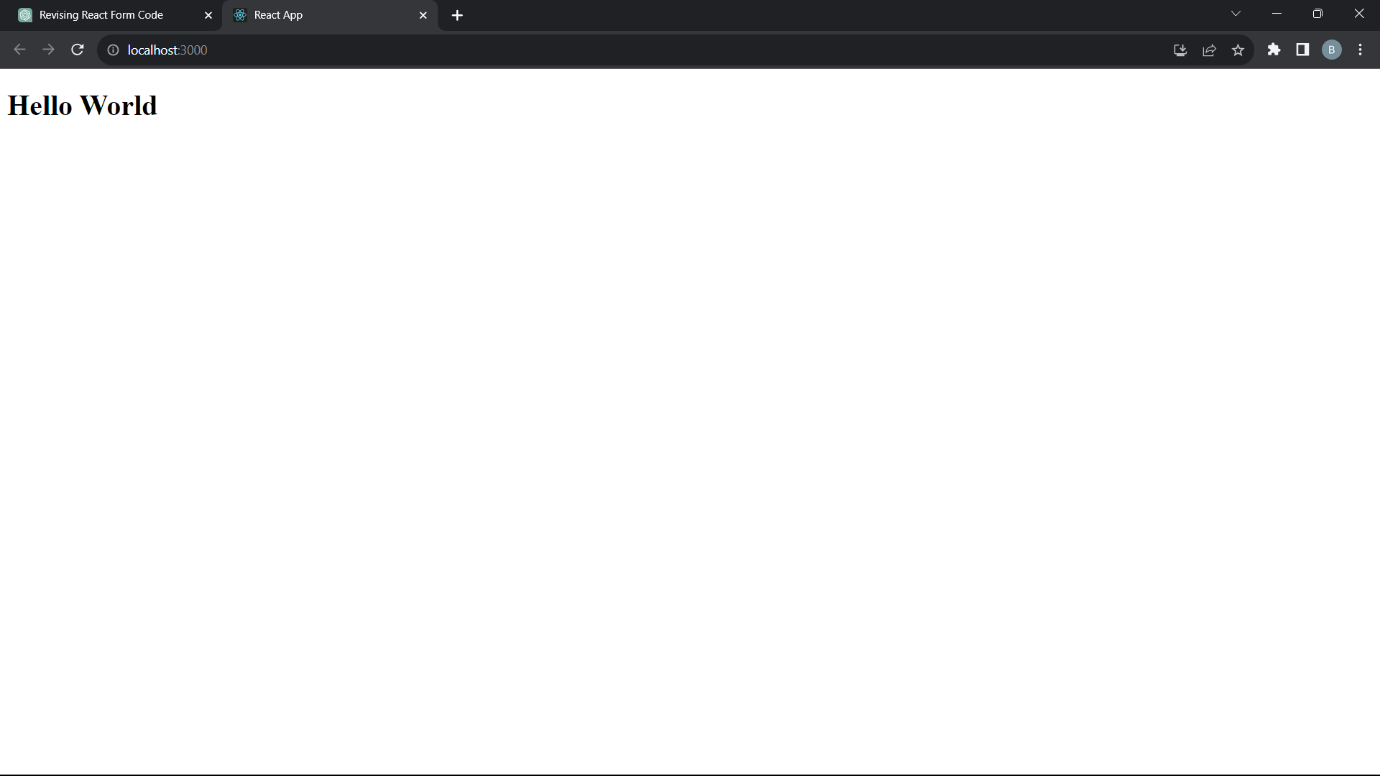 Revising React Form Code
React App
localhost:3000
B
Hello World